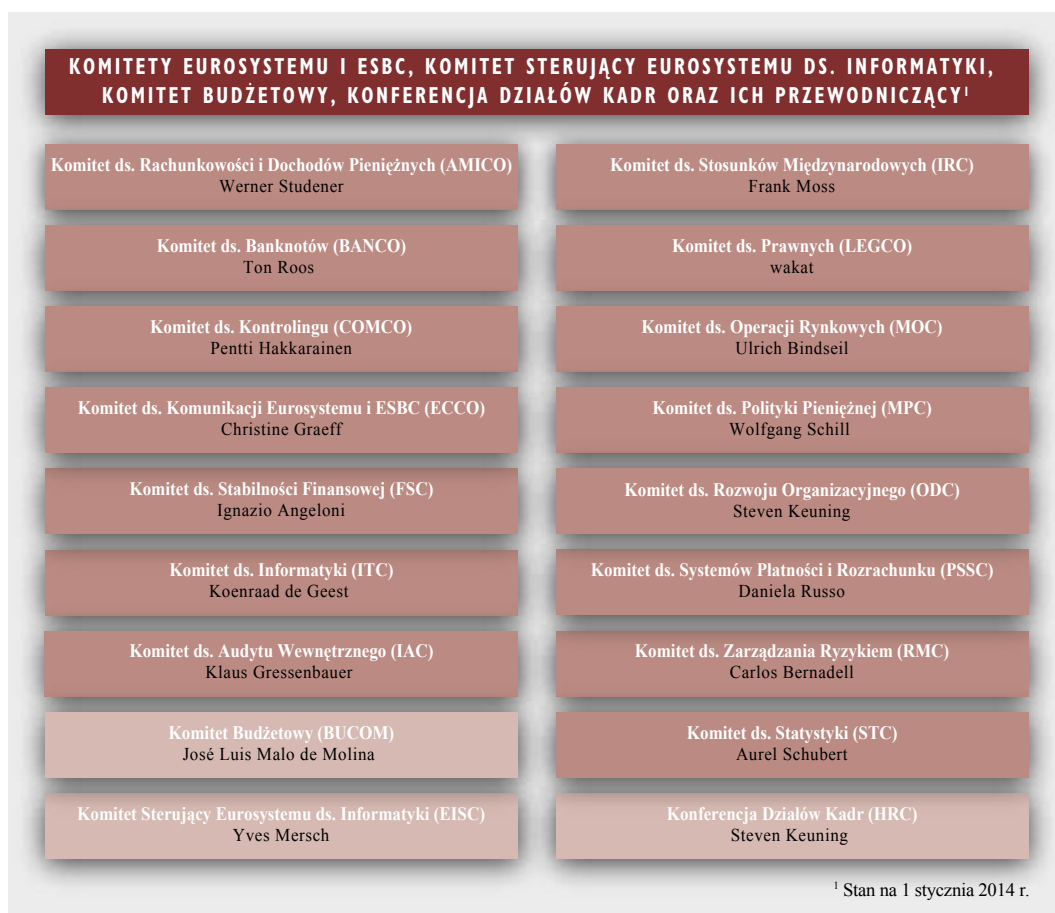 KOMITETY EUROSYSTEMU I ESBC, KOMITET STERUJĄCY EUROSYSTEMU DS. INFORMATYKI,
KOMITET BUDŻETOWY, KONFERENCJA DZIAŁÓW KADR ORAZ ICH PRZEWODNICZĄCY¹
Komitet ds. Rachunkowości i Dochodów Pieniężnych (AMICO)
Werner Studener
Komitet ds. Banknotów (BANCO)
Ton Roos
Komitet ds. Kontrolingu (COMCO)
Pentti Hakkarainen
Komitet ds. Komunikacji Eurosystemu i ESBC (ECCO)
Christine Graeff
Komitet ds. Stabilności Finansowej (FSC)
Ignazio Angeloni
Komitet ds. Informatyki (ITC)
Koenraad de Geest
Komitet ds. Audytu Wewnętrznego (IAC)
Klaus Gressenbauer
Komitet Budżetowy (BUCOM)
José Luis Malo de Molina
Komitet Sterujący Eurosystemu ds. Informatyki (EISC)
Yves Mersch
Komitet ds. Stosunków Międzynarodowych (IRC)
Frank Moss
Komitet ds. Prawnych (LEGCO)
wakat
Komitet ds. Operacji Rynkowych (MOC)
Ulrich Bindseil
Komitet ds. Polityki Pieniężnej (MPC)
Wolfgang Schill
Komitet ds. Rozwoju Organizacyjnego (ODC)
Steven Keuning
Komitet ds. Systemów Płatności i Rozrachunku (PSSC)
Daniela Russo
Komitet ds. Zarządzania Ryzykiem (RMC)
Carlos Bernadell
Komitet ds. Statystyki (STC)
Aurel Schubert
Konferencja Działów Kadr (HRC)
Steven Keuning
¹ Stan na 1 stycznia 2014 r.